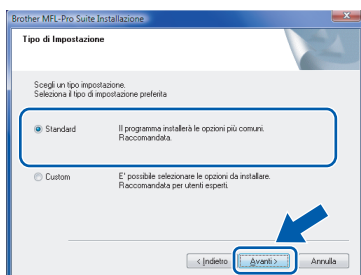 Brother MFL-Pro Suite Installazione
Tipo di Impostazione
Scegli un tipo impostazione.
Seleziona il tipo di impostazione preferita
Standard
Il programma installerà le opzioni più comuni.
Raccomandata.
Custom
E' possibile selezionare le opzioni da installare.
Raccomandata per utenti esperti.
< Indietro
Avanti >
Annulla